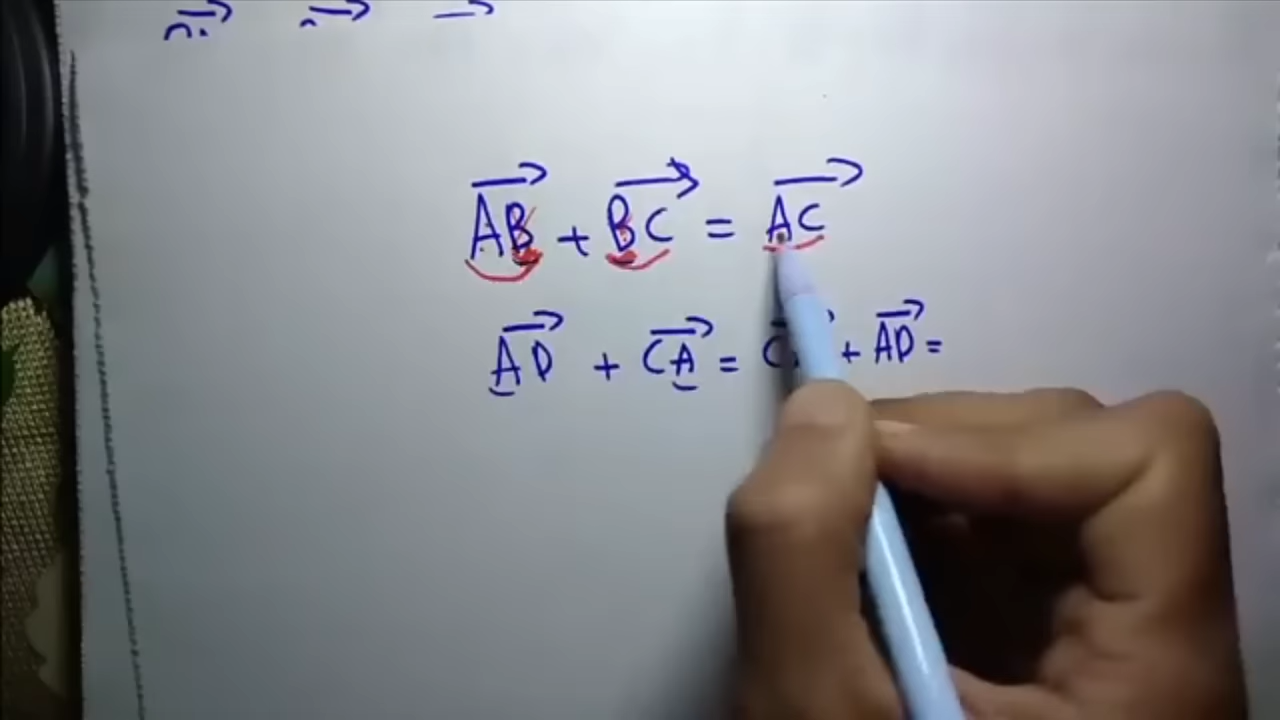 AB + BC = AC
AD + CA = C + AD =